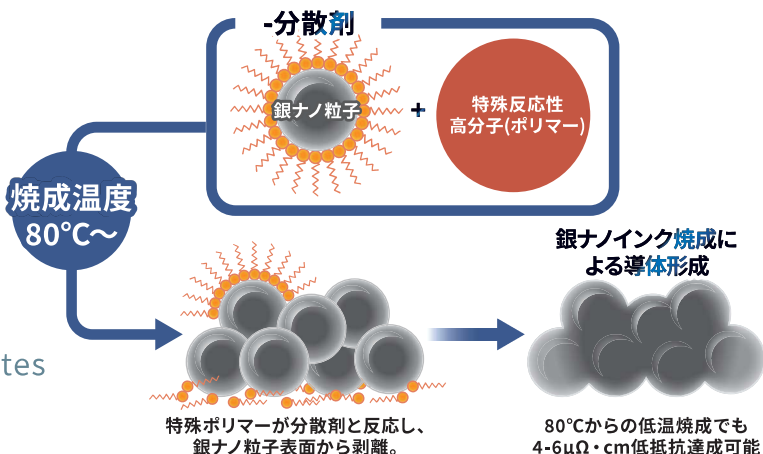 -分散剤
銀ナノ粒子
+
特殊反応性
高分子(ポリマー)
焼成温度
80℃～
銀ナノインク焼成に
よる導体形成
tes
特殊ポリマーが分散剤と反応し、
銀ナノ粒子表面から剥離。
80℃からの低温焼成でも
4-6μΩ・cm低抵抗達成可能